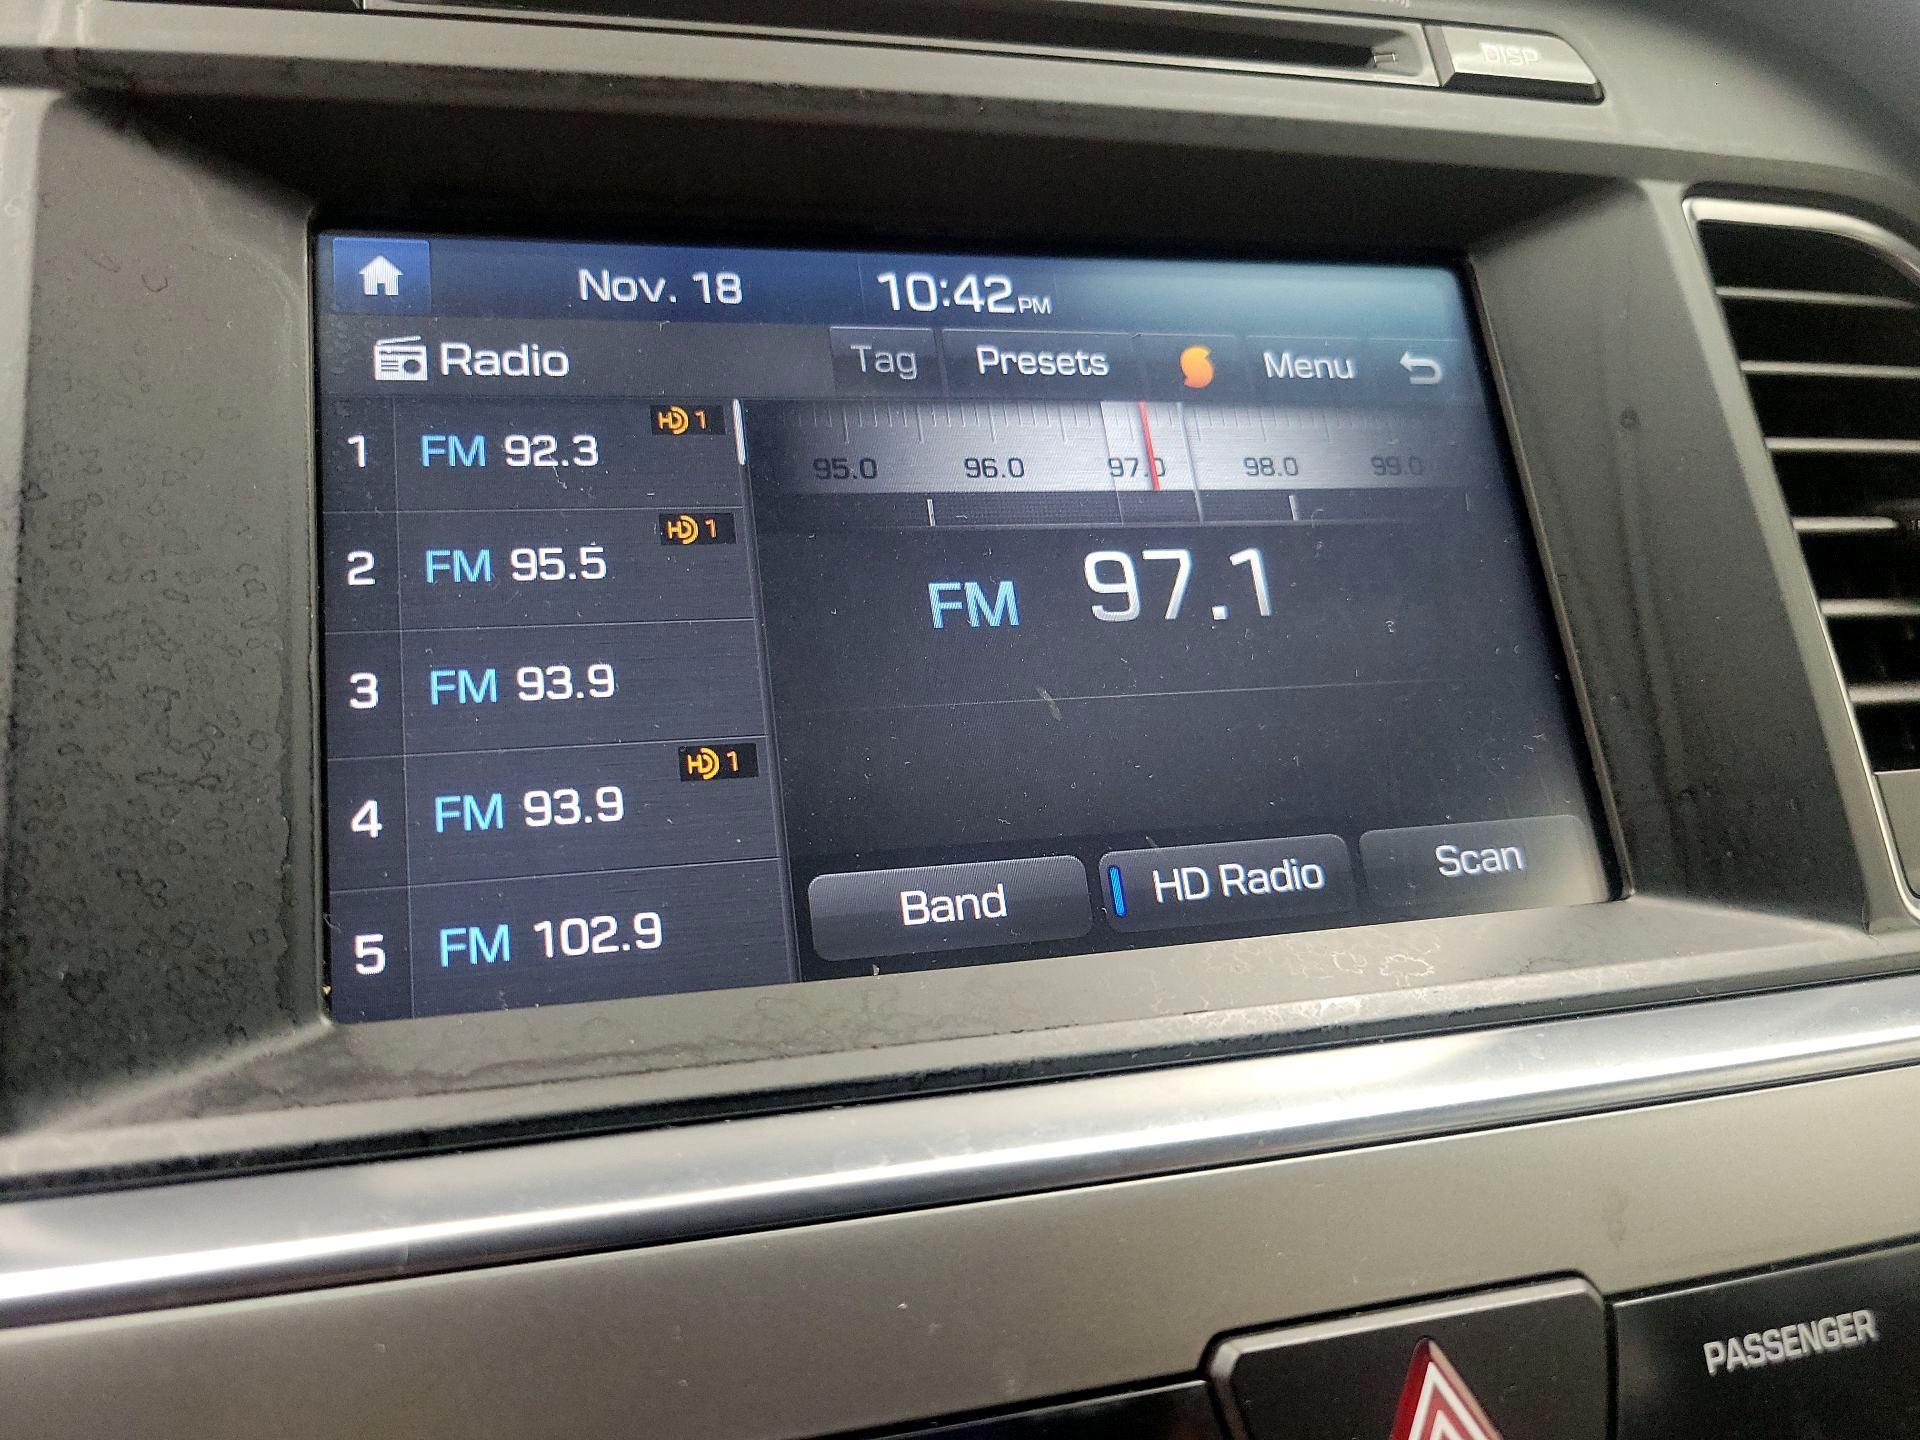 DISP
Nov. 18 10:42 PM
Radio Tag Presets Menu
1 FM 92.3 HD 1
2 FM 95.5 HD 1
3 FM 93.9
4 FM 93.9 HD 1
5 FM 102.9
95.0 96.0 97.0 98.0 99.0
FM 97.1
Band HD Radio Scan
PASSENGER